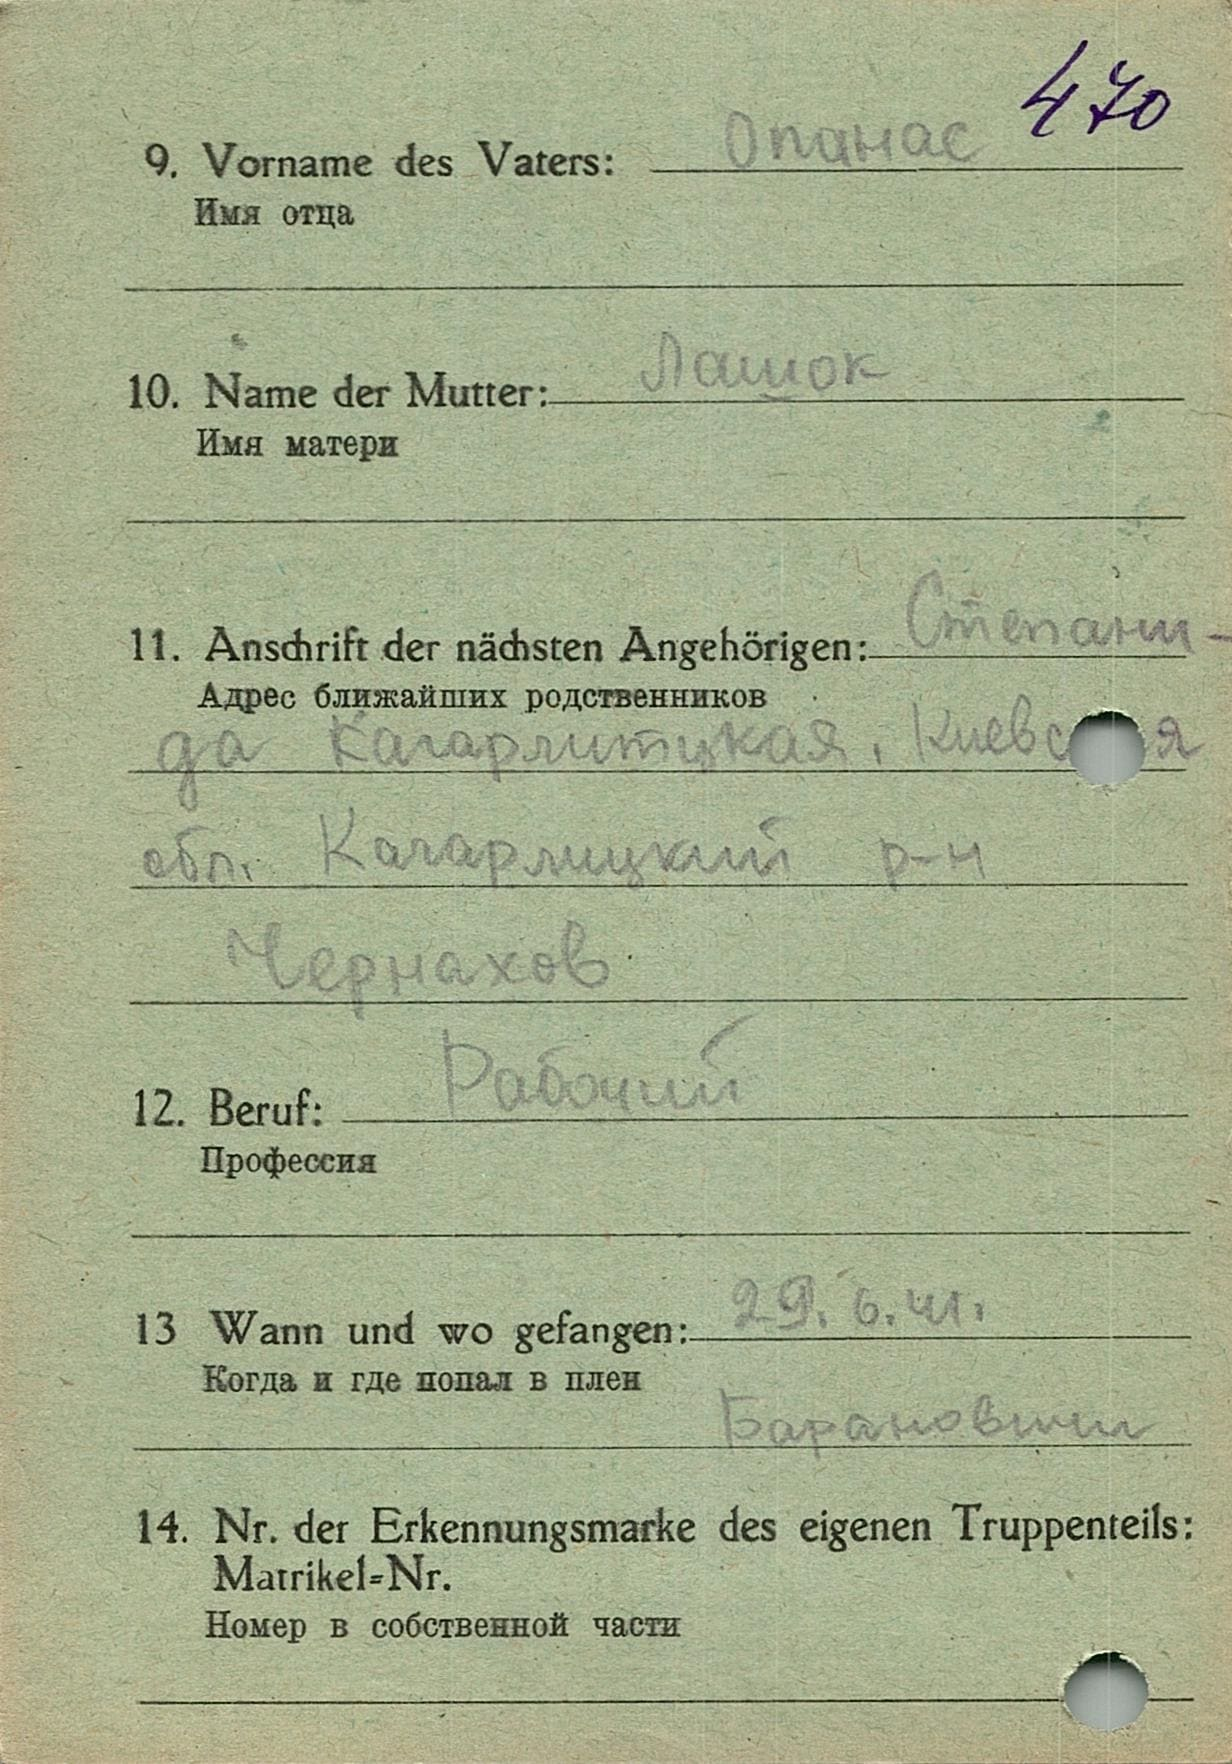 470
9. Vorname des Vaters: Опанас
Имя отца
10. Name der Mutter: Лашок
Имя матери
11. Anschrift der nächsten Angehörigen: Степани-
Адрес ближайших родственников
да Кагарлитцкая, Киевс я
обл. Кагарлицкий р-н
Чернахов
12. Beruf: Рабочий
Профессия
13 Wann und wo gefangen: 29. 6. 41.
Когда и где попал в плен
Барановичи
14. Nr. der Erkennungsmarke des eigenen Truppenteils:
Matrikel=Nr.
Номер в собственной части